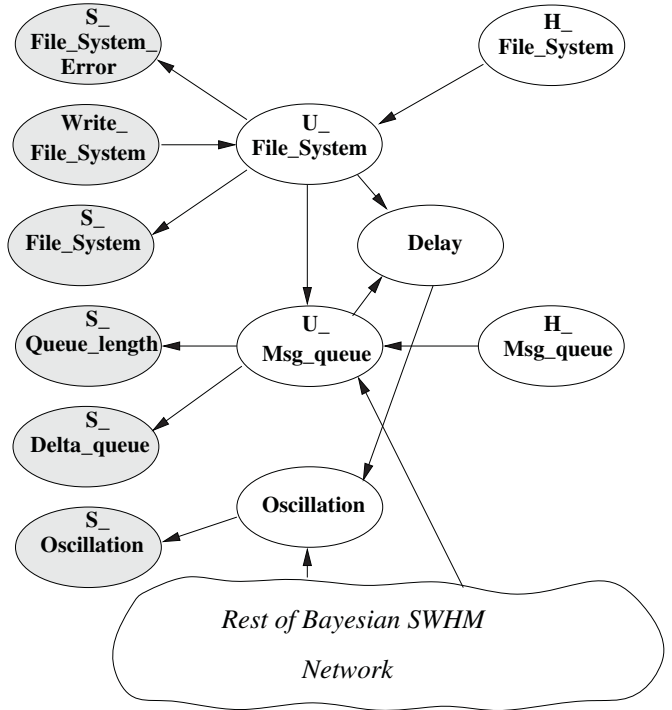 S_
File_System_
Error
H_
File_System
Write_
File_System
U_
File_System
S_
File_System
Delay
S_
Queue_length
U_
Msg_queue
H_
Msg_queue
S_
Delta_queue
Oscillation
S_
Oscillation
Rest of Bayesian SWHM
Network